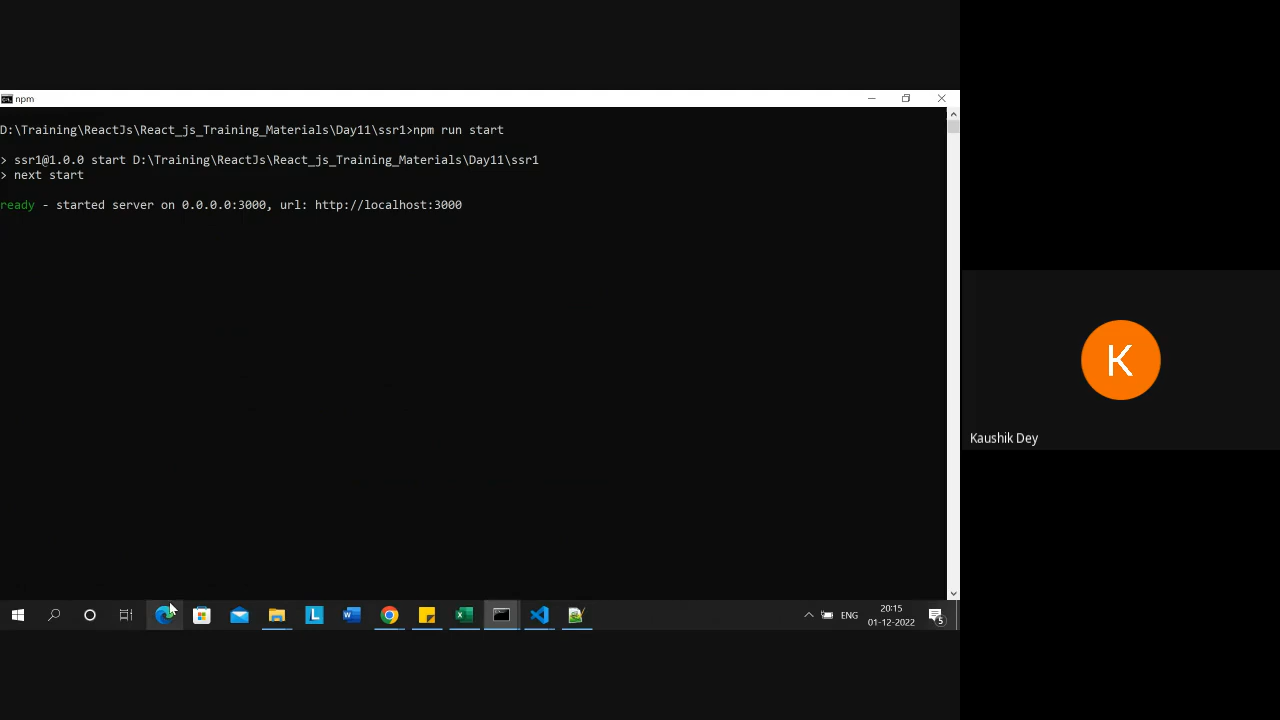 npm
D:\Training\ReactJs\React_js_Training_Materials\Day11\ssr1>npm run start
> ssr1@1.0.0 start D:\Training\ReactJs\React_js_Training_Materials\Day11\ssr1
> next start
ready - started server on 0.0.0.0:3000, url: http://localhost:3000
K
Kaushik Dey
L
W
X
ENG
20:15
01-12-2022
5